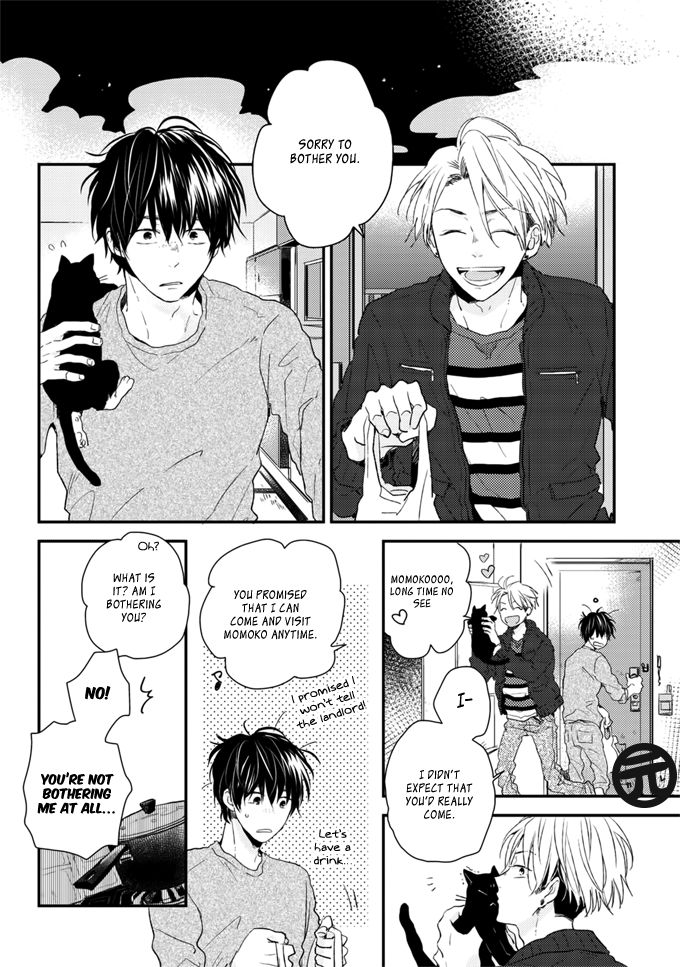 SORRY TO
BOTHER YOU.
MOMOKOOOO,
LONG TIME NO
SEE
I-
I DIDN'T
EXPECT THAT
YOU'D REALLY
COME.
YOU PROMISED
THAT I CAN
COME AND VISIT
MOMOKO ANYTIME.
I promised I
won't tell
the landlord!
Let's
have a
drink...
Oh?
WHAT IS
IT? AM I
BOTHERING
YOU?
NO!
YOU'RE NOT
BOTHERING
ME AT ALL...
元